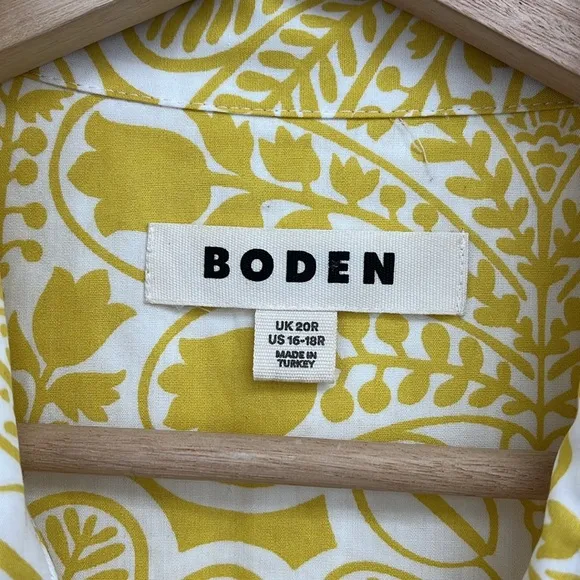 BODEN
UK 20R
US 16-18R
MADE IN
TURKEY